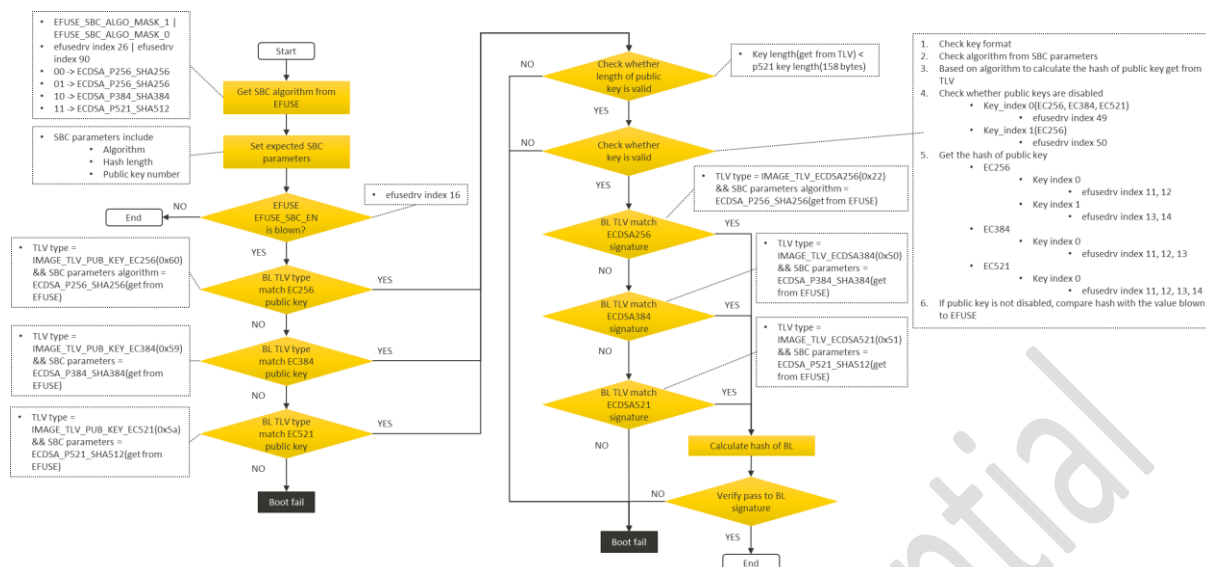 • EFUSE_SBC_ALGO_MASK_1 |
EFUSE_SBC_ALGO_MASK_0
• efusedrv index 26 | efusedrv
index 90
• 00 -> ECDSA_P256_SHA256
• 01 -> ECDSA_P256_SHA256
• 10 -> ECDSA_P384_SHA384
• 11 -> ECDSA_P521_SHA512
• SBC parameters include
• Algorithm
• Hash length
• Public key number
Start
Get SBC algorithm from
EFUSE
Set expected SBC
parameters
• efusedrv index 16
EFUSE
EFUSE_SBC_EN
is blown?
NO
End
YES
• TLV type =
IMAGE_TLV_PUB_KEY_EC256(0x60)
&& SBC parameters algorithm =
ECDSA_P256_SHA256(get from
EFUSE)
BL TLV type
match EC256
public key
YES
NO
• TLV type =
IMAGE_TLV_PUB_KEY_EC384(0x59)
&& SBC parameters =
ECDSA_P384_SHA384(get from
EFUSE)
BL TLV type
match EC384
public key
YES
NO
• TLV type =
IMAGE_TLV_PUB_KEY_EC521(0x5a)
&& SBC parameters =
ECDSA_P521_SHA512(get from
EFUSE)
BL TLV type
match EC521
public key
YES
NO
Boot fail
• Key length(get from TLV) <
p521 key length(158 bytes)
Check whether
length of public
key is valid
NO
YES
Check whether
key is valid
NO
YES
• TLV type = IMAGE_TLV_ECDSA256(0x22)
&& SBC parameters algorithm =
ECDSA_P256_SHA256(get from EFUSE)
BL TLV match
ECDSA256
signature
YES
NO
• TLV type =
IMAGE_TLV_ECDSA384(0x50)
&& SBC parameters =
ECDSA_P384_SHA384(get
from EFUSE)
BL TLV match
ECDSA384
signature
YES
NO
• TLV type =
IMAGE_TLV_ECDSA521(0x51)
&& SBC parameters =
ECDSA_P521_SHA512(get
from EFUSE)
BL TLV match
ECDSA521
signature
YES
NO
Calculate hash of BL
Verify pass to BL
signature
NO
YES
Boot fail
End
1. Check key format
2. Check algorithm from SBC parameters
3. Based on algorithm to calculate the hash of public key get from
TLV
4. Check whether public keys are disabled
• Key_index 0(EC256, EC384, EC521)
• efusedrv index 49
• Key_index 1(EC256)
• efusedrv index 50
5. Get the hash of public key
• EC256
• Key index 0
• efusedrv index 11, 12
• Key index 1
• efusedrv index 13, 14
• EC384
• Key index 0
• efusedrv index 11, 12, 13
• EC521
• Key index 0
• efusedrv index 11, 12, 13, 14
6. If public key is not disabled, compare hash with the value blown
to EFUSE
ential